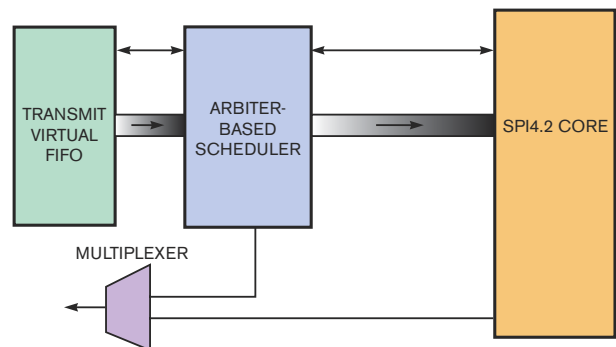 TRANSMIT
VIRTUAL
FIFO
ARBITER-
BASED
SCHEDULER
SPI4.2 CORE
MULTIPLEXER